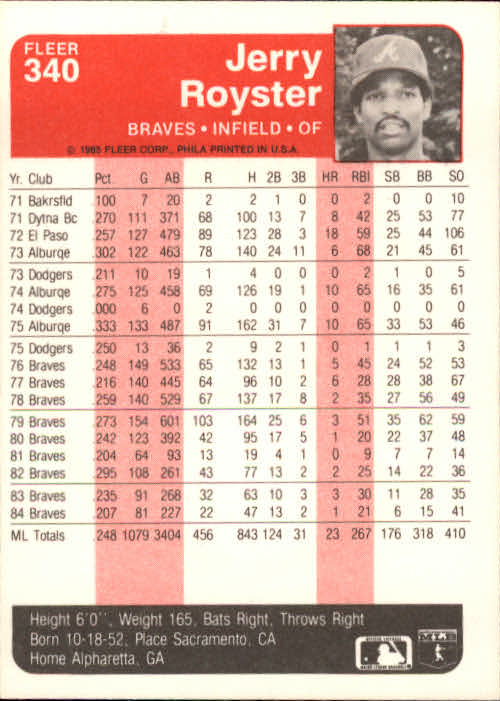 FLEER
340
Jerry
Royster
BRAVES • INFIELD • OF
© 1985 FLEER CORP., PHILA PRINTED IN U.S.A.
Yr. Club Pct. G AB R H 2B 3B HR RBI SB BB SO
71 Bakrsfld .100 7 20 2 2 1 0 0 2 0 0 10
71 Dytna Bc .270 111 371 68 100 13 7 8 42 25 53 77
72 El Paso .257 127 479 89 123 28 3 18 59 25 44 106
73 Alburqe .302 122 463 78 140 24 11 6 68 21 45 61
73 Dodgers .211 10 19 1 4 0 0 0 2 1 0 5
74 Alburqe .275 125 458 69 126 19 1 10 65 16 35 61
74 Dodgers .000 6 0 2 0 0 0 0 0 0 0 0
75 Alburqe .333 133 487 91 162 31 7 10 65 33 53 46
75 Dodgers .250 13 36 2 9 2 1 0 1 1 1 3
76 Braves .248 149 533 65 132 13 1 5 45 24 52 53
77 Braves .216 140 445 64 96 10 2 6 28 28 38 67
78 Braves .259 140 529 67 137 17 8 2 35 27 56 49
79 Braves .273 154 601 103 164 25 6 3 51 35 62 59
80 Braves .242 123 392 42 95 17 5 1 20 22 37 48
81 Braves .204 64 93 13 19 4 1 0 9 7 7 14
82 Braves .295 108 261 43 77 13 2 2 25 14 22 36
83 Braves .235 91 268 32 63 10 3 3 30 11 28 35
84 Braves .207 81 227 22 47 13 2 1 21 6 15 41
ML Totals .248 1079 3404 456 843 124 31 23 267 176 318 410
Height 6'0'', Weight 165, Bats Right, Throws Right
Born 10-18-52, Place Sacramento, CA
Home Alpharetta, GA